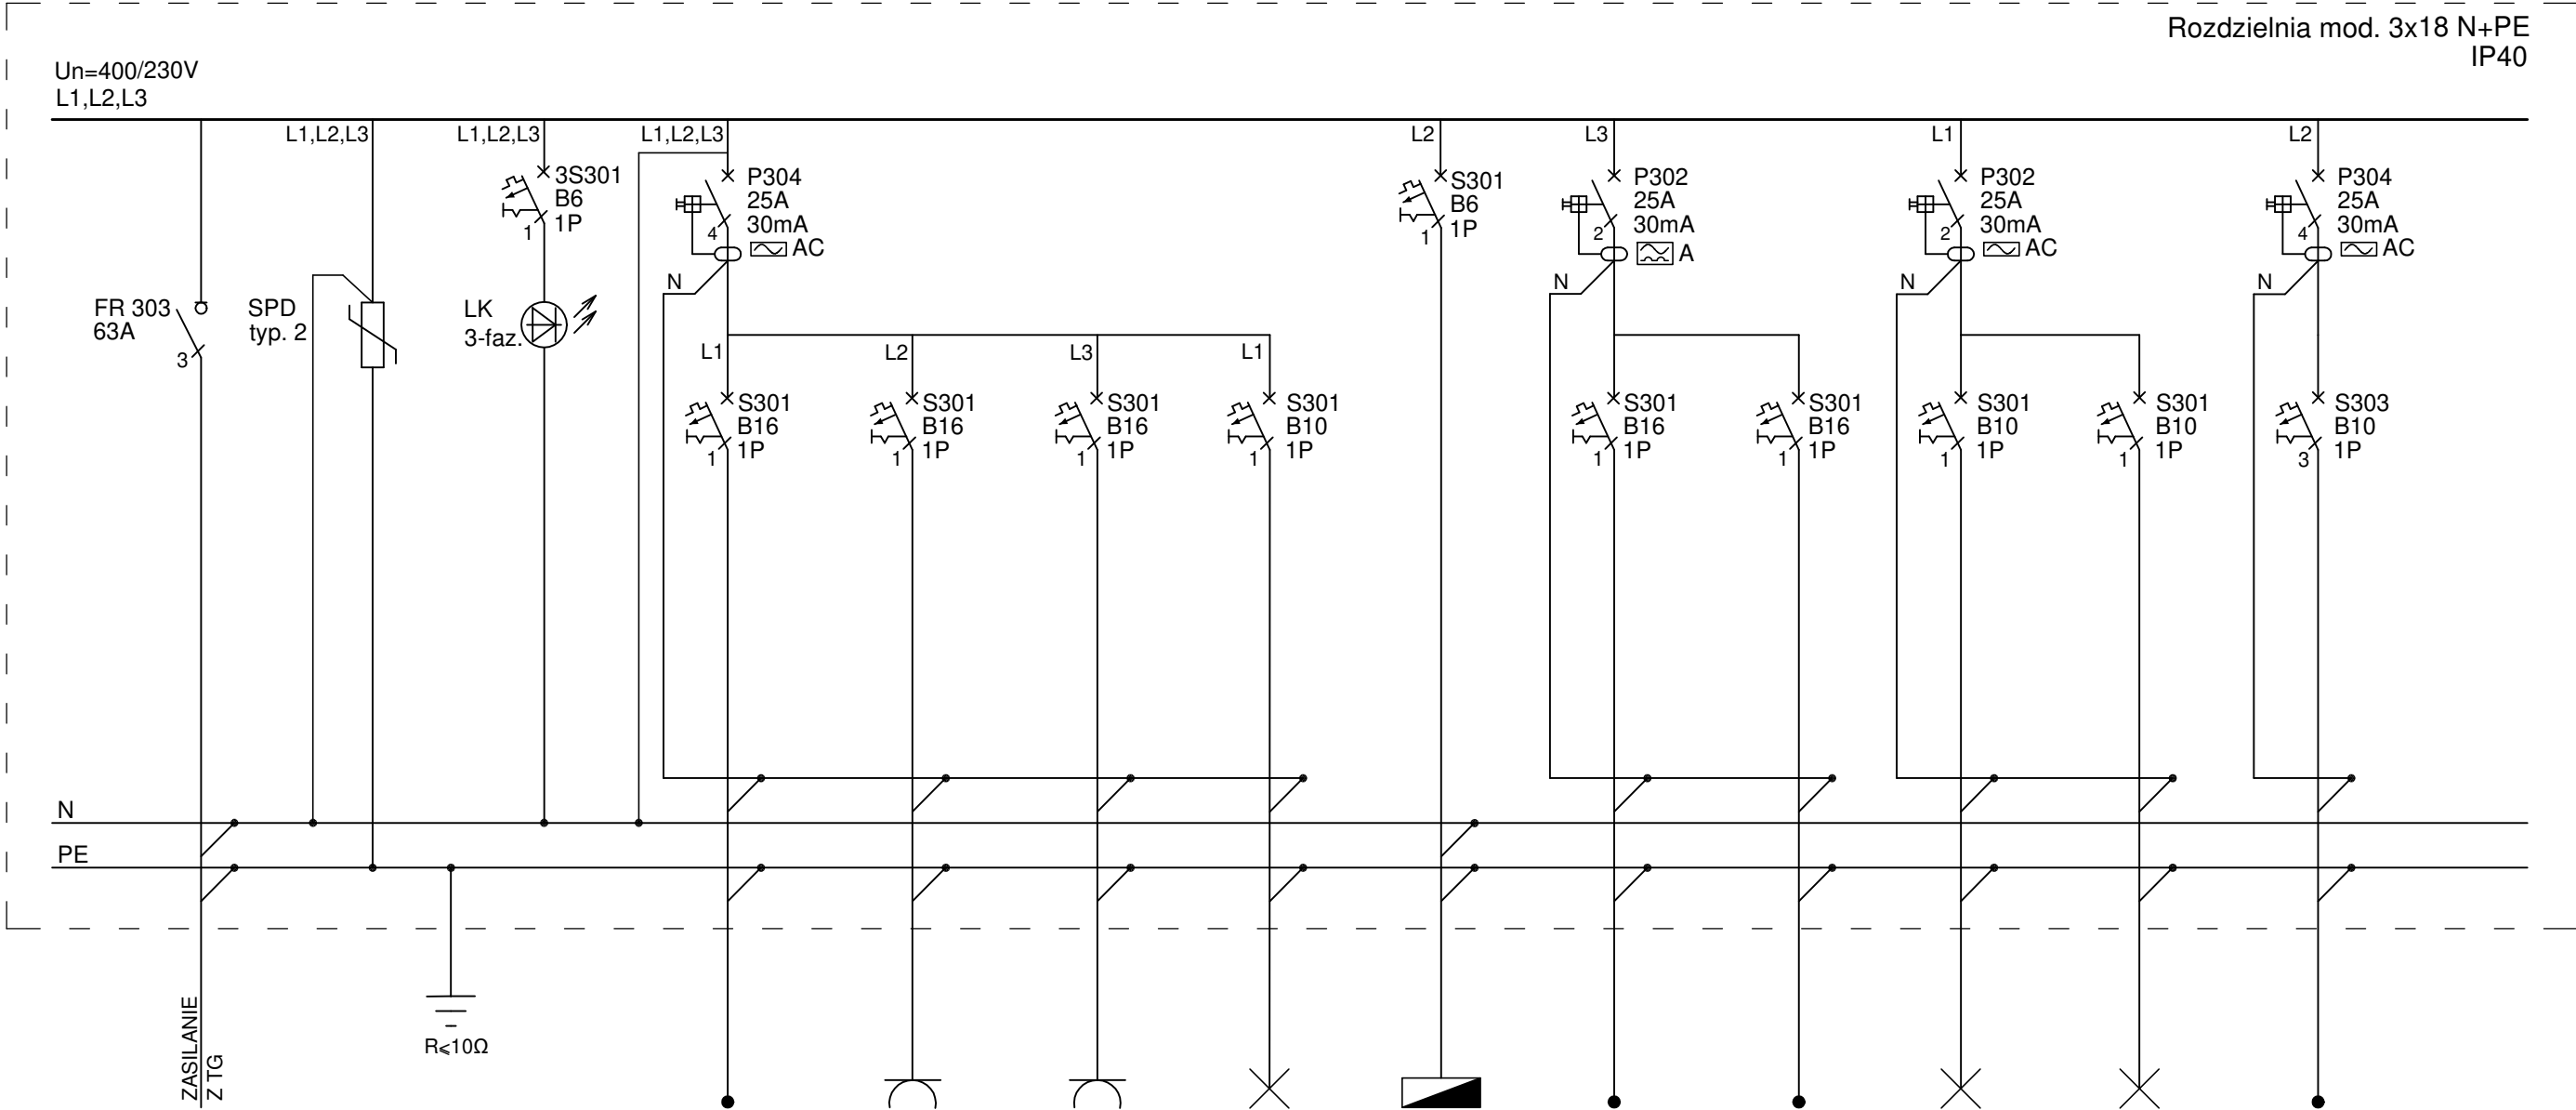 Rozdzielnia mod. 3x18 N+PE
IP40
Un=400/230V
L1,L2,L3
L1,L2,L3
L1,L2,L3
L1,L2,L3
L2
L3
L1
L2
3S301
B6
1P
1
P304
25A
30mA
4
AC
N
S301
B6
1P
1
P302
25A
30mA
2
A
N
P302
25A
30mA
2
AC
N
P304
25A
30mA
4
AC
N
FR 303
63A
3
SPD
typ. 2
LK
3-faz.
L1
L2
L3
L1
S301
B16
1P
1
S301
B16
1P
1
S301
B16
1P
1
S301
B10
1P
1
S301
B16
1P
1
S301
B16
1P
1
S301
B10
1P
1
S301
B10
1P
1
S303
B10
1P
3
N
PE
ZASILANIE
Z TG
R⩽10Ω